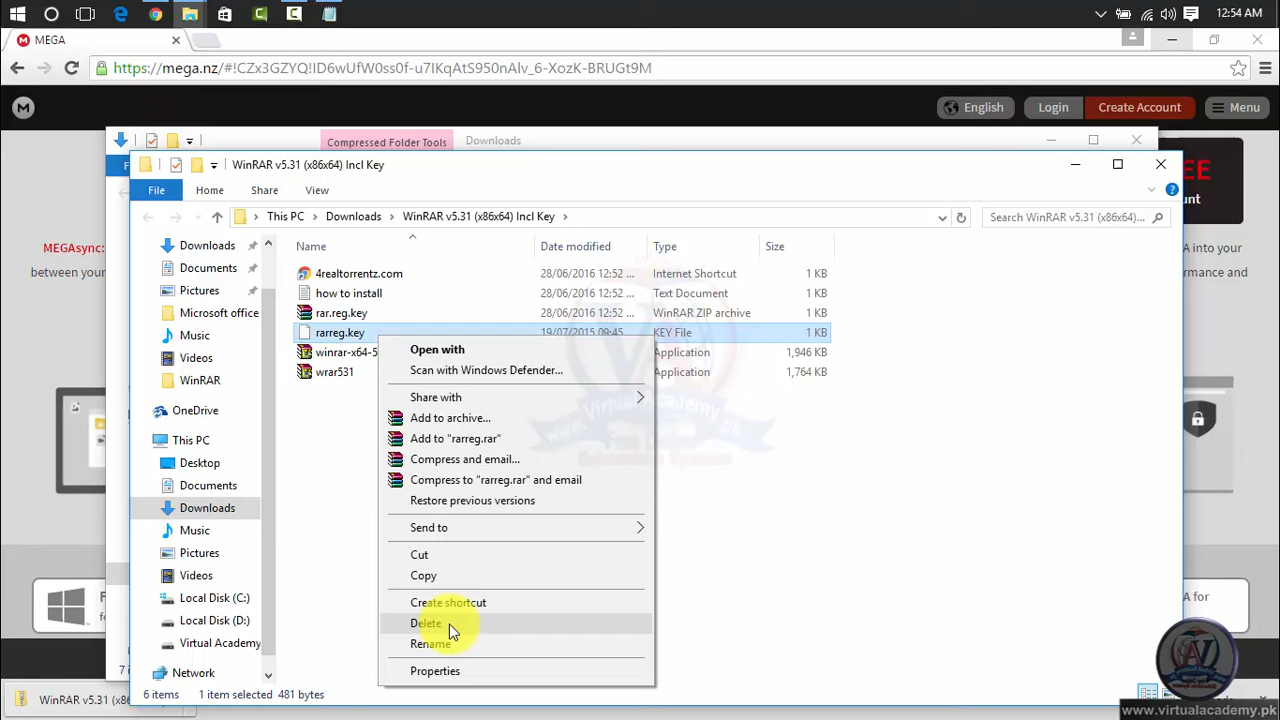 12:54 AM
MEGA
https://mega.nz/#!CZx3GZYQ!ID6wUfW0ss0f-u7IKqAtS950nAlv_6-XozK-BRUGt9M
English
Login
Create Account
Menu
Compressed Folder Tools
Downloads
WinRAR v5.31 (x86x64) Incl Key
File
Home
Share
View
This PC
Downloads
WinRAR v5.31 (x86x64) Incl Key
Search WinRAR v5.31 (x86x64)...
MEGAsync:
between your
Name
Date modified
Type
Size
4realtorrentz.com 28/06/2016 12:52 ... Internet Shortcut 1 KB
how to install 28/06/2016 12:52 ... Text Document 1 KB
rar.reg.key 28/06/2016 12:52 ... WinRAR ZIP archive 1 KB
rarreg.key 19/07/2015 09:45 KEY File 1 KB
winrar-x64-5 Application 1,946 KB
wrar531 Application 1,764 KB
Downloads
Documents
Pictures
Microsoft office
Music
Videos
WinRAR
OneDrive
This PC
Desktop
Documents
Downloads
Music
Pictures
Videos
Local Disk (C:)
Local Disk (D:)
Virtual Academy
Network
Open with
Scan with Windows Defender...
Share with
Add to archive...
Add to "rarreg.rar"
Compress and email...
Compress to "rarreg.rar" and email
Restore previous versions
Send to
Cut
Copy
Create shortcut
Delete
Rename
Properties
VirtualAcademy
6 items
1 item selected 481 bytes
WinRAR v5.31 (x86x
www.virtualacademy.pk